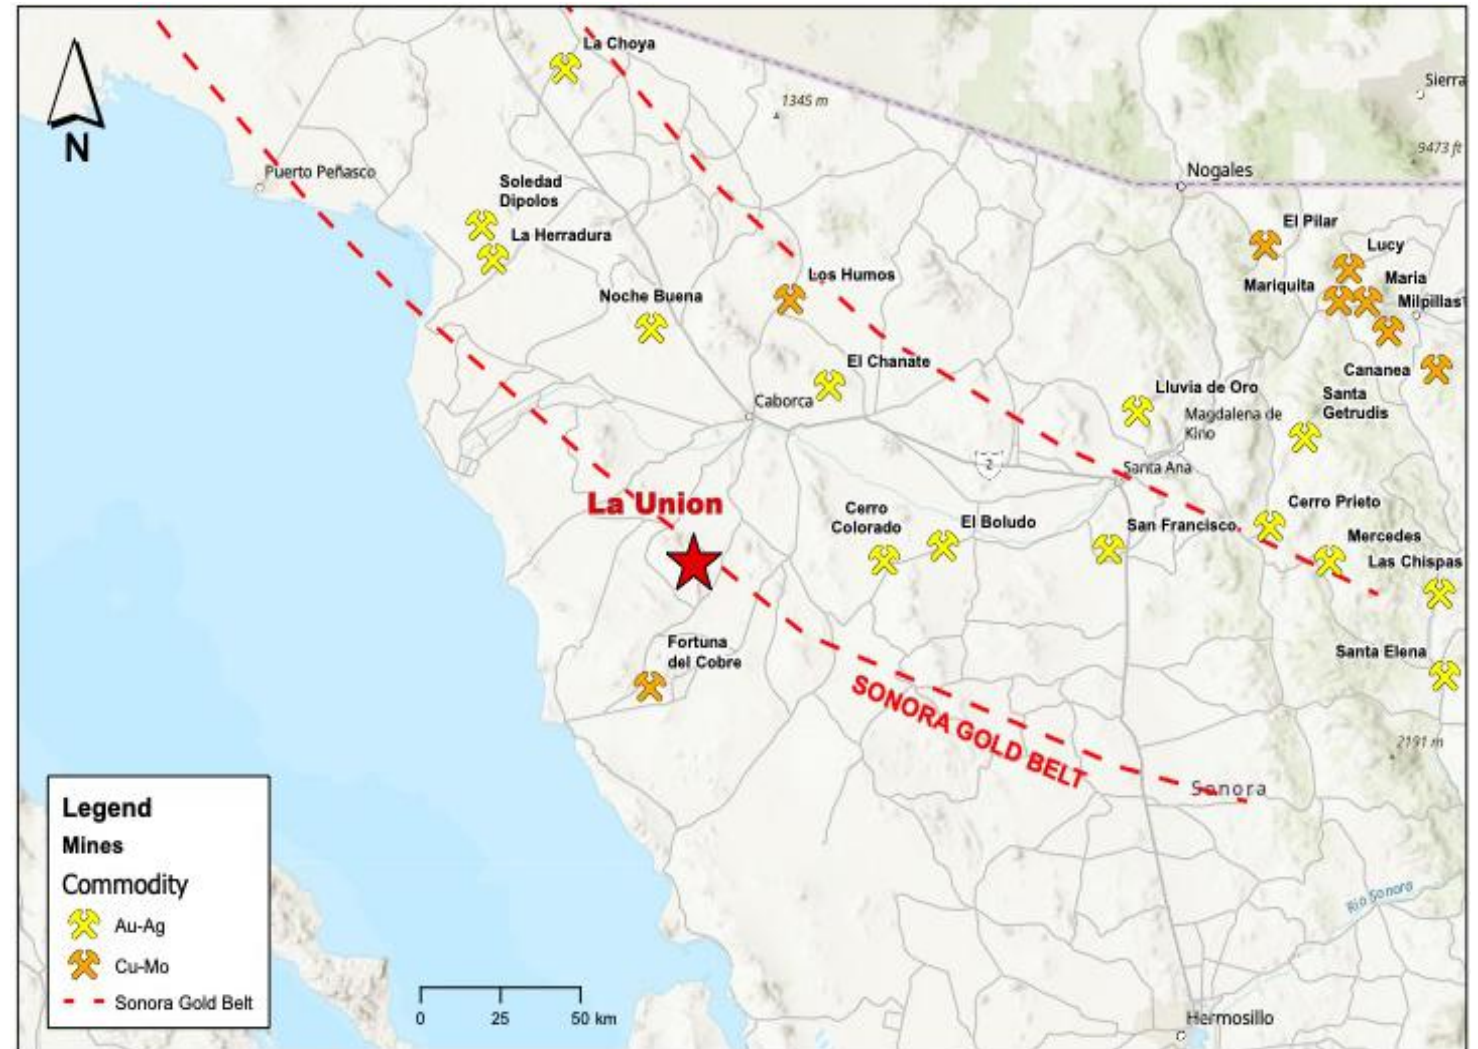 La Choya
Sierra
1345 m
9473 ft
N
Puerto Peñasco
Nogales
Soledad
Dipolos
La Herradura
El Pilar
Lucy
Los Humos
Maria
Mariquita
Noche Buena
Milpillas
El Chanate
Cananea
Lluvia de Oro
Santa
Getrudis
Caborca
Magdalena de
Kino
2
Santa Ana
La Union
Cerro
Colorado
El Boludo
San Francisco
Cerro Prieto
Mercedes
Las Chispas
Fortuna
del Cobre
Santa Elena
SONORA GOLD BELT
2191 m
Sonora
Legend
Mines
Commodity
Au-Ag
Cu-Mo
Sonora Gold Belt
Rio Sonora
0 25 50 km
Hermosillo